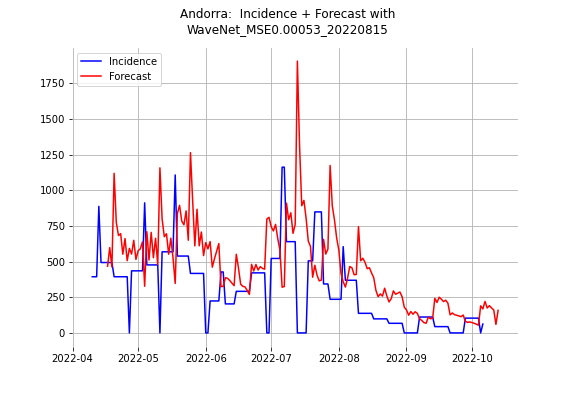 Andorra:  Incidence + Forecast with
WaveNet_MSE0.00053_20220815
Incidence
Forecast
1750
1500
1250
1000
750
500
250
0
2022-04 2022-05 2022-06 2022-07 2022-08 2022-09 2022-10